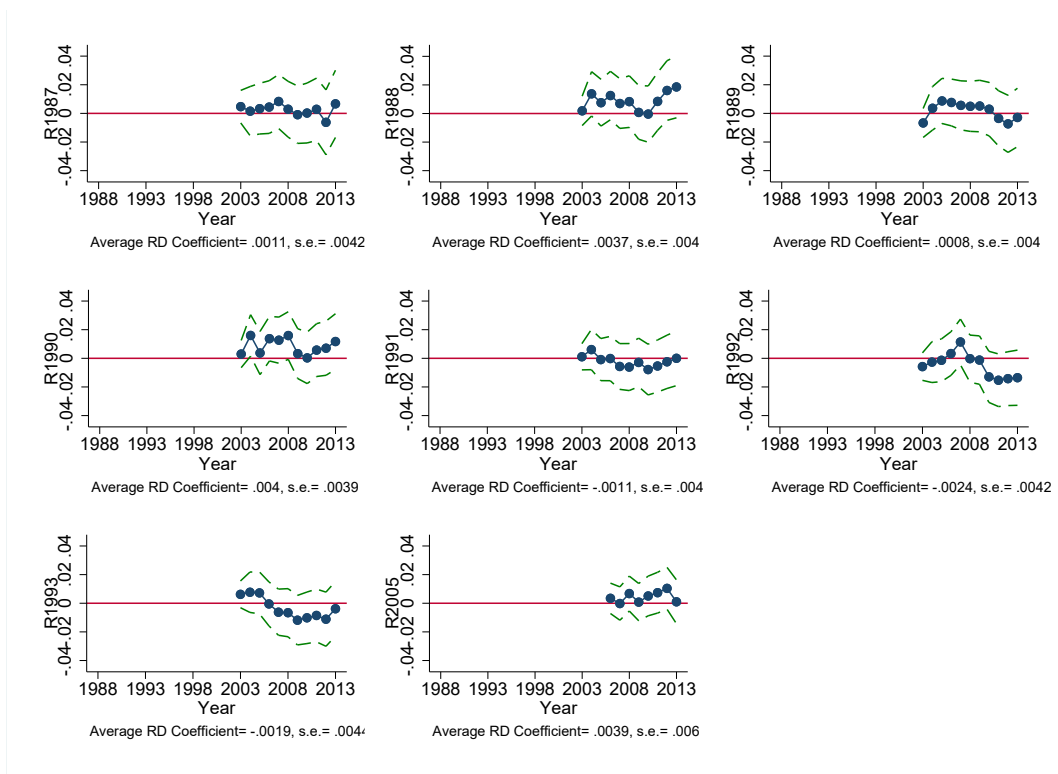 R1987
-.04 -.02 0 .02 .04
1988 1993 1998 2003 2008 2013
Year
Average RD Coefficient= .0011, s.e.= .0042
R1988
-.04 -.02 0 .02 .04
1988 1993 1998 2003 2008 2013
Year
Average RD Coefficient= .0037, s.e.= .004
R1989
-.04 -.02 0 .02 .04
1988 1993 1998 2003 2008 2013
Year
Average RD Coefficient= .0008, s.e.= .004
R1990
-.04 -.02 0 .02 .04
1988 1993 1998 2003 2008 2013
Year
Average RD Coefficient= .004, s.e.= .0039
R1991
-.04 -.02 0 .02 .04
1988 1993 1998 2003 2008 2013
Year
Average RD Coefficient= -.0011, s.e.= .004
R1992
-.04 -.02 0 .02 .04
1988 1993 1998 2003 2008 2013
Year
Average RD Coefficient= -.0024, s.e.= .0042
R1993
-.04 -.02 0 .02 .04
1988 1993 1998 2003 2008 2013
Year
Average RD Coefficient= -.0019, s.e.= .0044
R2005
-.04 -.02 0 .02 .04
1988 1993 1998 2003 2008 2013
Year
Average RD Coefficient= .0039, s.e.= .006